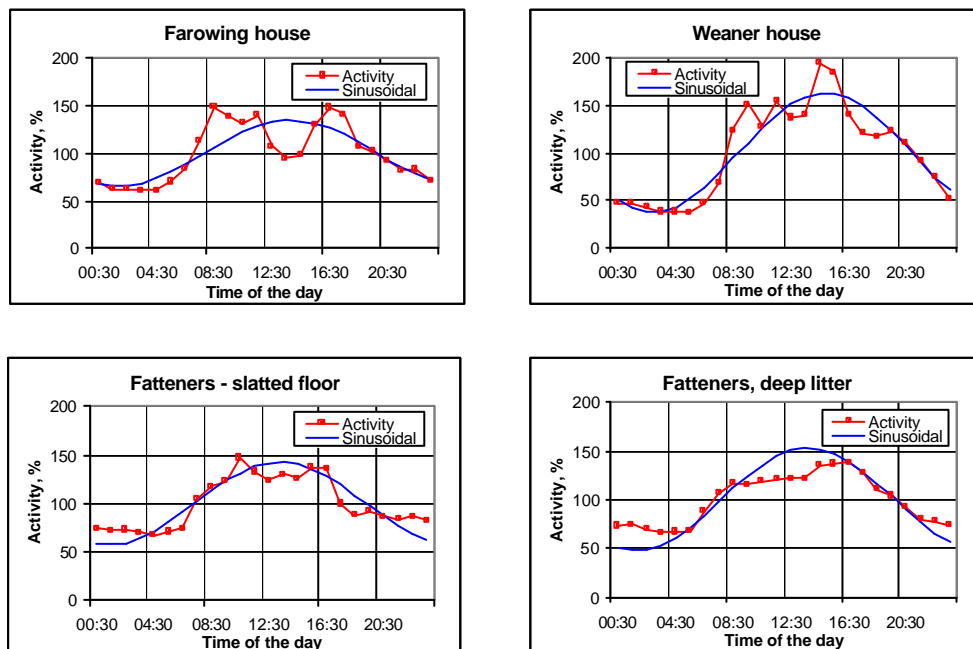 Farowing house
200
150
100
50
0
Activity, %
Activity
Sinusoidal
00:30 04:30 08:30 12:30 16:30 20:30
Time of the day
Weaner house
200
150
100
50
0
Activity, %
Activity
Sinusoidal
00:30 04:30 08:30 12:30 16:30 20:30
Time of the day
Fatteners - slatted floor
200
150
100
50
0
Activity, %
Activity
Sinusoidal
00:30 04:30 08:30 12:30 16:30 20:30
Time of the day
Fatteners, deep litter
200
150
100
50
0
Activity, %
Activity
Sinusoidal
00:30 04:30 08:30 12:30 16:30 20:30
Time of the day